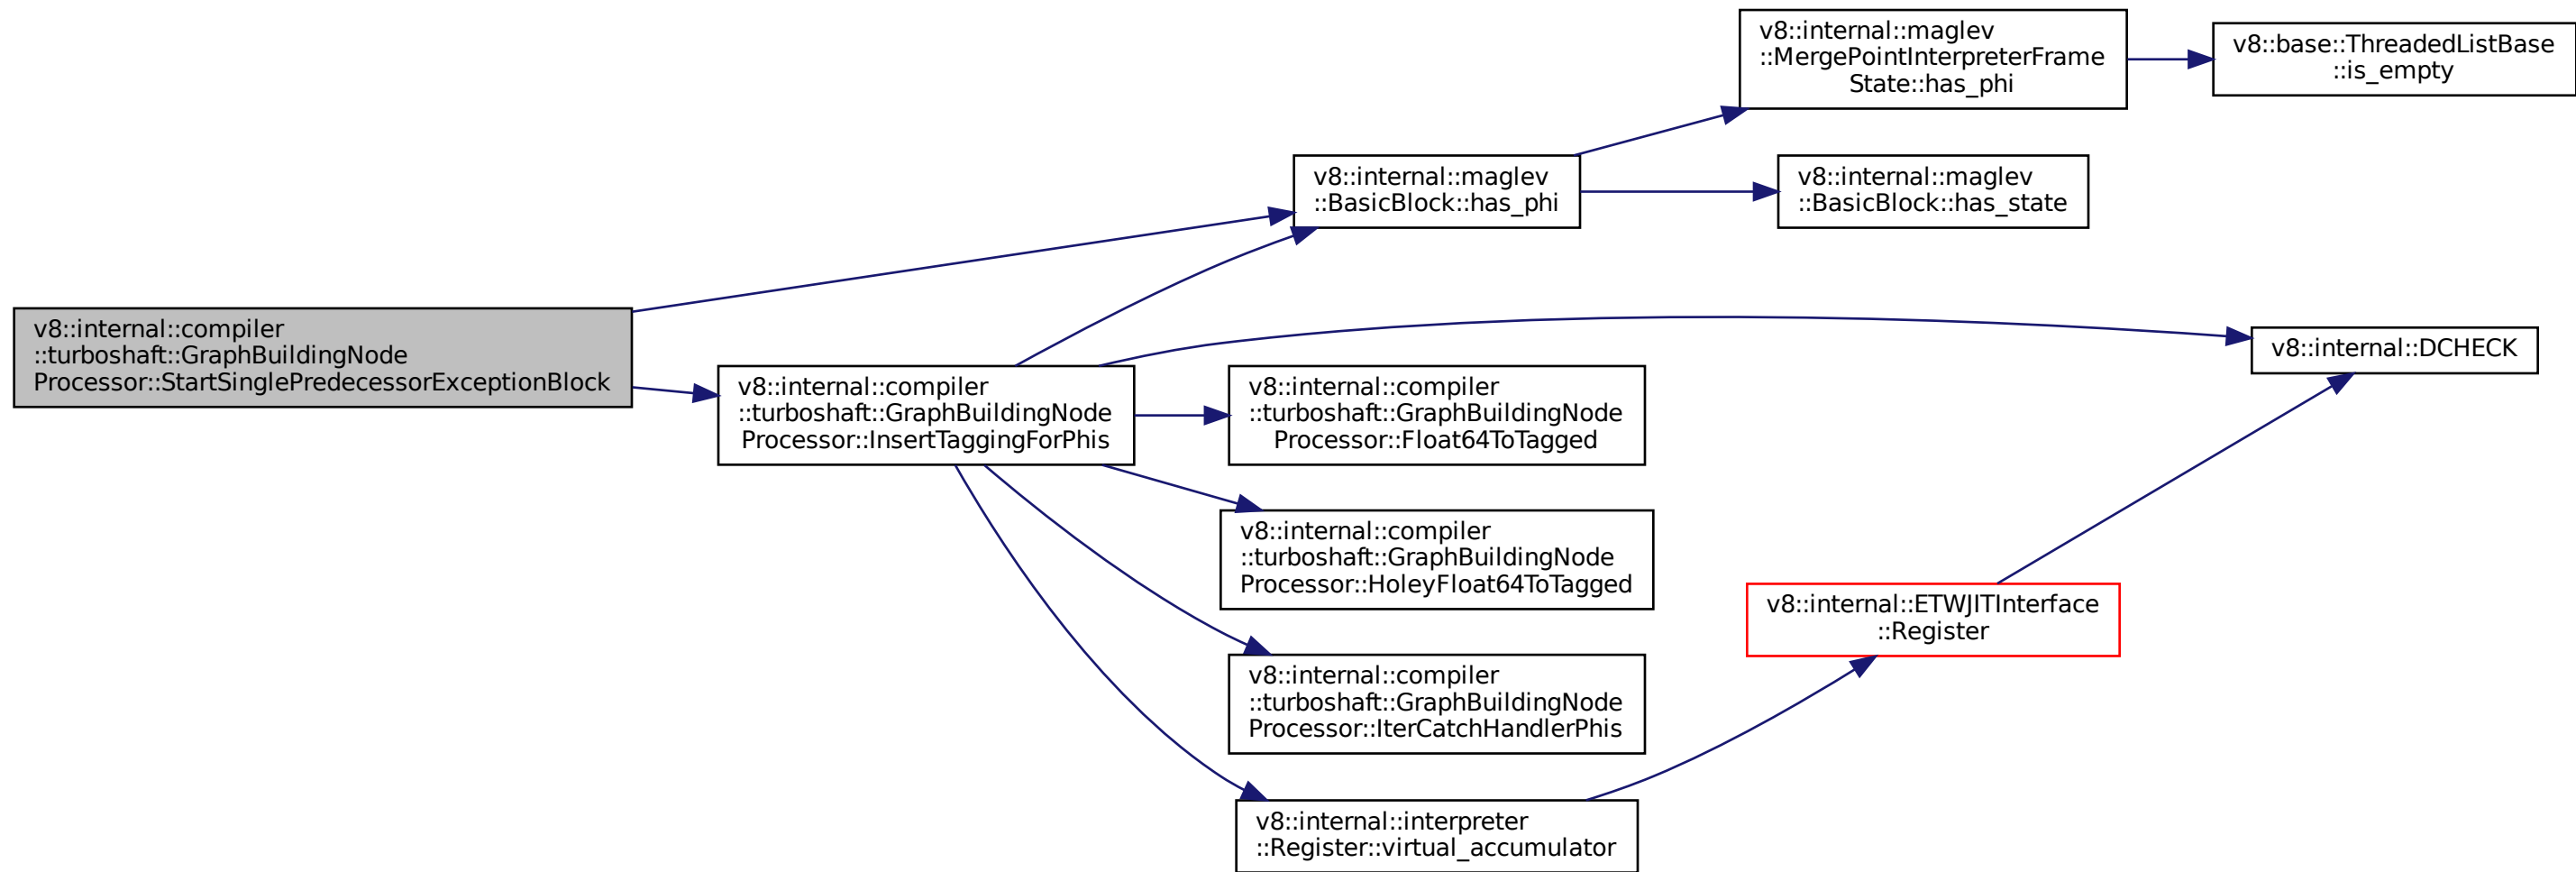 v8::internal::maglev
::MergePointInterpreterFrame
State::has_phi
v8::base::ThreadedListBase
::is_empty
v8::internal::maglev
::BasicBlock::has_phi
v8::internal::maglev
::BasicBlock::has_state
v8::internal::compiler
::turboshaft::GraphBuildingNode
Processor::StartSinglePredecessorExceptionBlock
v8::internal::DCHECK
v8::internal::compiler
::turboshaft::GraphBuildingNode
Processor::InsertTaggingForPhis
v8::internal::compiler
::turboshaft::GraphBuildingNode
Processor::Float64ToTagged
v8::internal::compiler
::turboshaft::GraphBuildingNode
Processor::HoleyFloat64ToTagged
v8::internal::ETWJITInterface
::Register
v8::internal::compiler
::turboshaft::GraphBuildingNode
Processor::IterCatchHandlerPhis
v8::internal::interpreter
::Register::virtual_accumulator